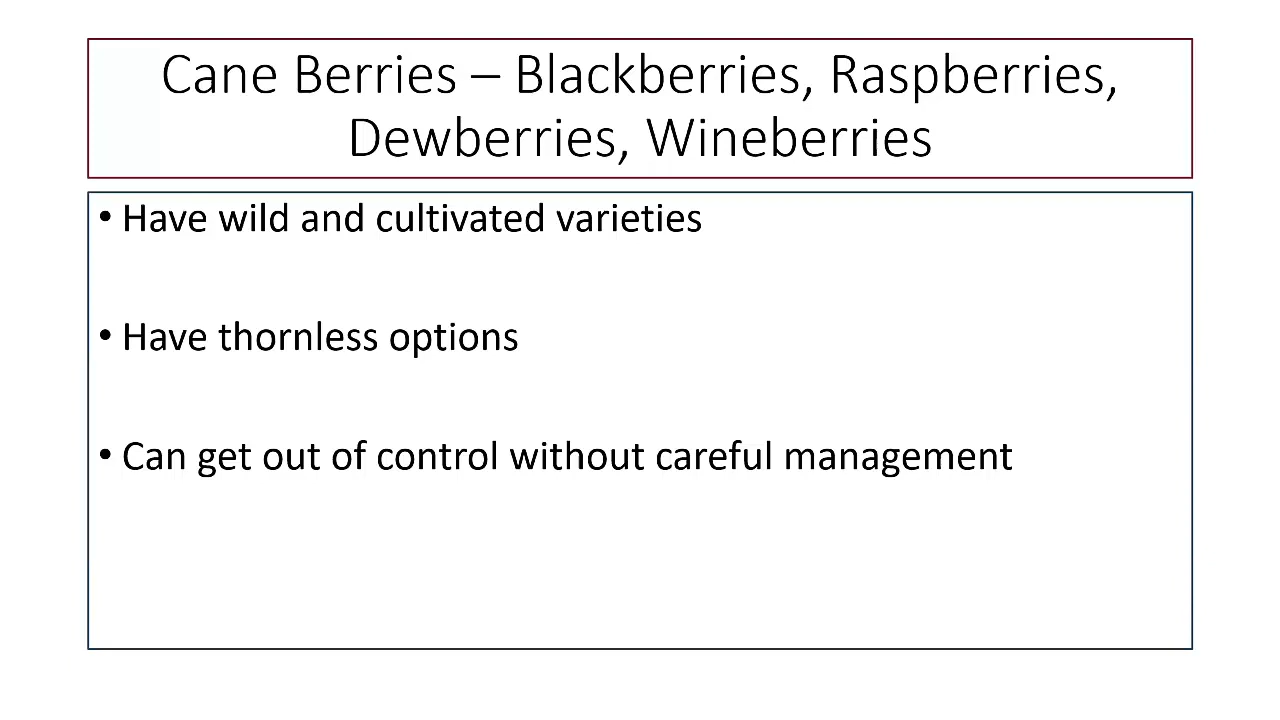 Cane Berries – Blackberries, Raspberries,
Dewberries, Wineberries
• Have wild and cultivated varieties
• Have thornless options
• Can get out of control without careful management